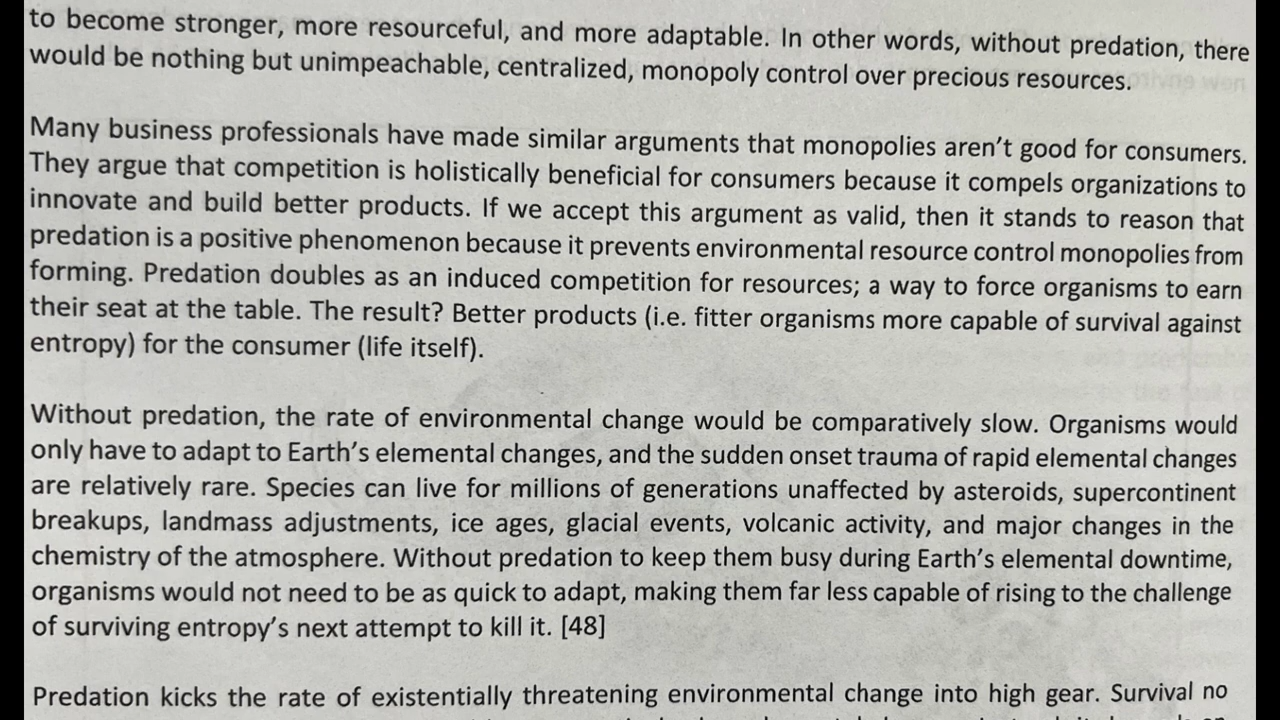 to become stronger, more resourceful, and more adaptable. In other words, without predation, there
would be nothing but unimpeachable, centralized, monopoly control over precious resources.
Many business professionals have made similar arguments that monopolies aren’t good for consumers.
They argue that competition is holistically beneficial for consumers because it compels organizations to
innovate and build better products. If we accept this argument as valid, then it stands to reason that
predation is a positive phenomenon because it prevents environmental resource control monopolies from
forming. Predation doubles as an induced competition for resources; a way to force organisms to earn
their seat at the table. The result? Better products (i.e. fitter organisms more capable of survival against
entropy) for the consumer (life itself).
Without predation, the rate of environmental change would be comparatively slow. Organisms would
only have to adapt to Earth’s elemental changes, and the sudden onset trauma of rapid elemental changes
are relatively rare. Species can live for millions of generations unaffected by asteroids, supercontinent
breakups, landmass adjustments, ice ages, glacial events, volcanic activity, and major changes in the
chemistry of the atmosphere. Without predation to keep them busy during Earth’s elemental downtime,
organisms would not need to be as quick to adapt, making them far less capable of rising to the challenge
of surviving entropy’s next attempt to kill it. [48]
Predation kicks the rate of existentially threatening environmental change into high gear. Survival no